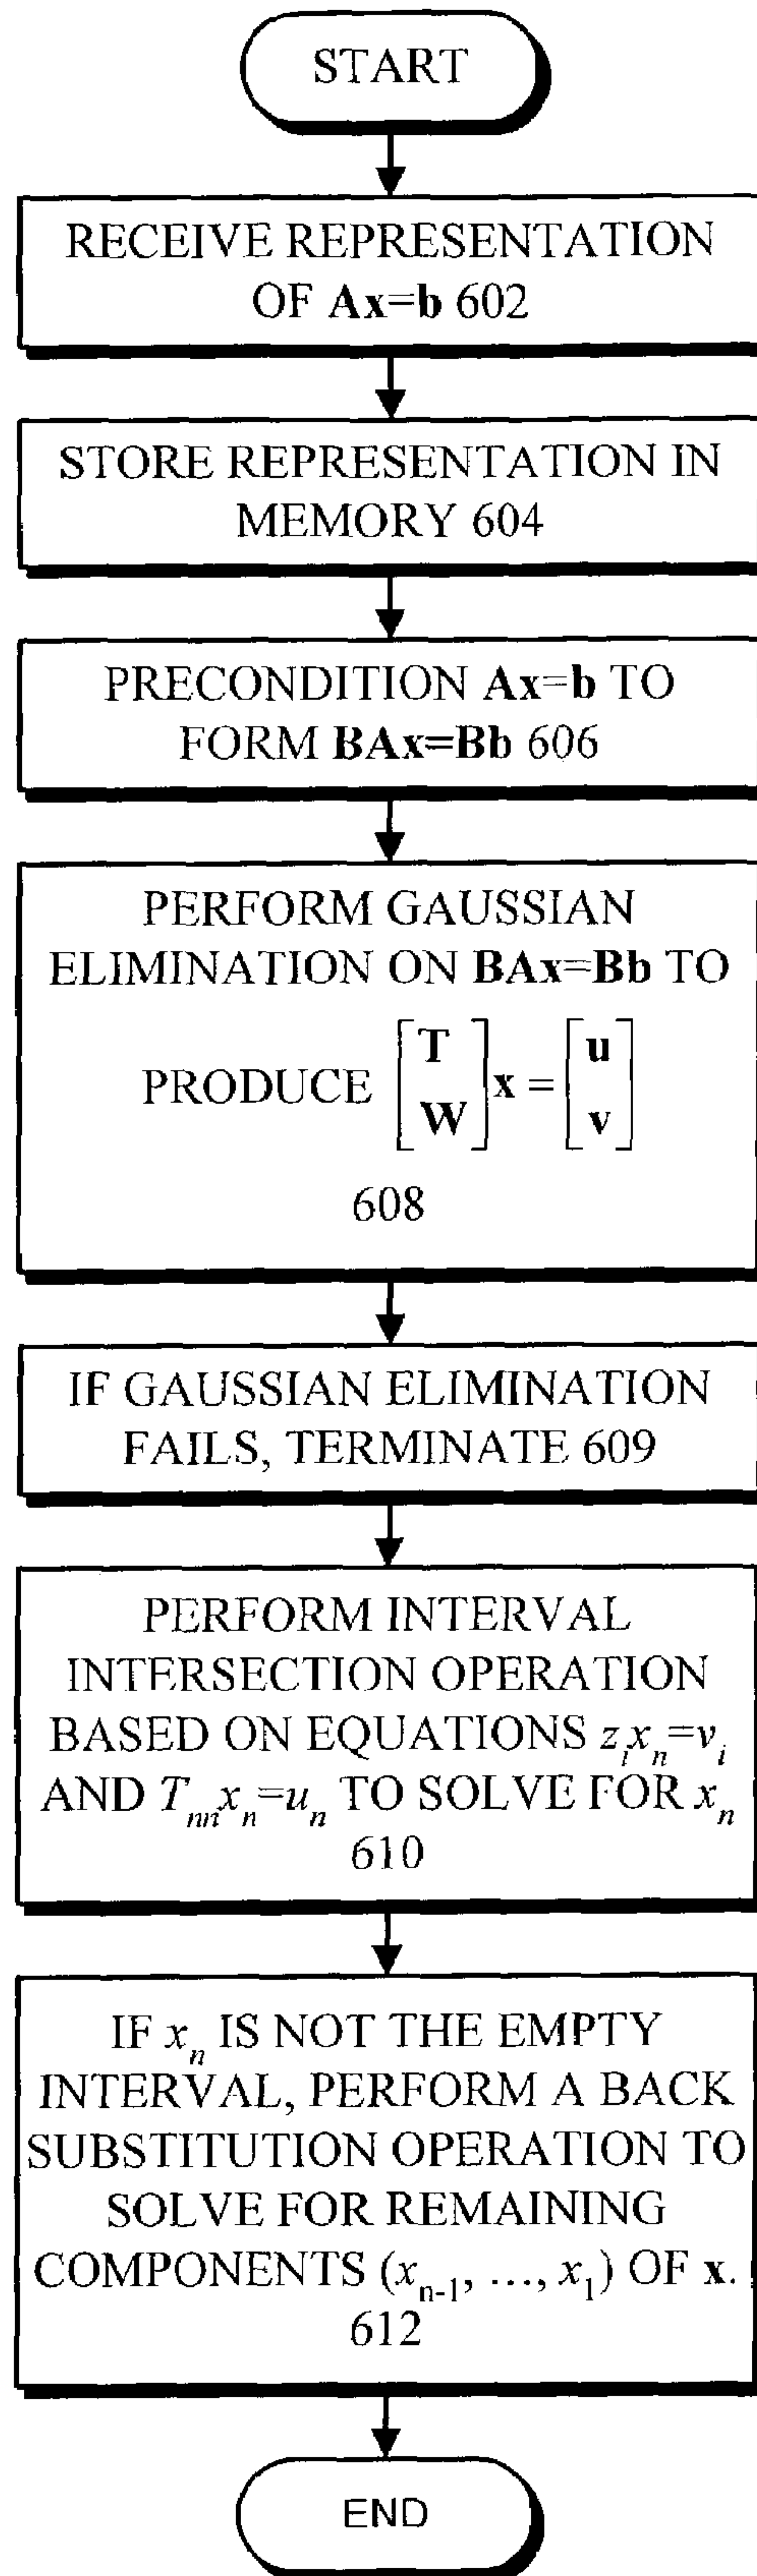 START
RECEIVE REPRESENTATION
OF Ax=b 602
STORE REPRESENTATION IN
MEMORY 604
PRECONDITION Ax=b TO
FORM BAx=Bb 606
PERFORM GAUSSIAN
ELIMINATION ON BAx=Bb TO
PRODUCE [T W] x = [u v]
608
IF GAUSSIAN ELIMINATION
FAILS, TERMINATE 609
PERFORM INTERVAL
INTERSECTION OPERATION
BASED ON EQUATIONS z_i x_n=v_i
AND T_nn x_n=u_n TO SOLVE FOR x_n
610
IF x_n IS NOT THE EMPTY
INTERVAL, PERFORM A BACK
SUBSTITUTION OPERATION TO
SOLVE FOR REMAINING
COMPONENTS (x_n-1, ..., x_1) OF x.
612
END